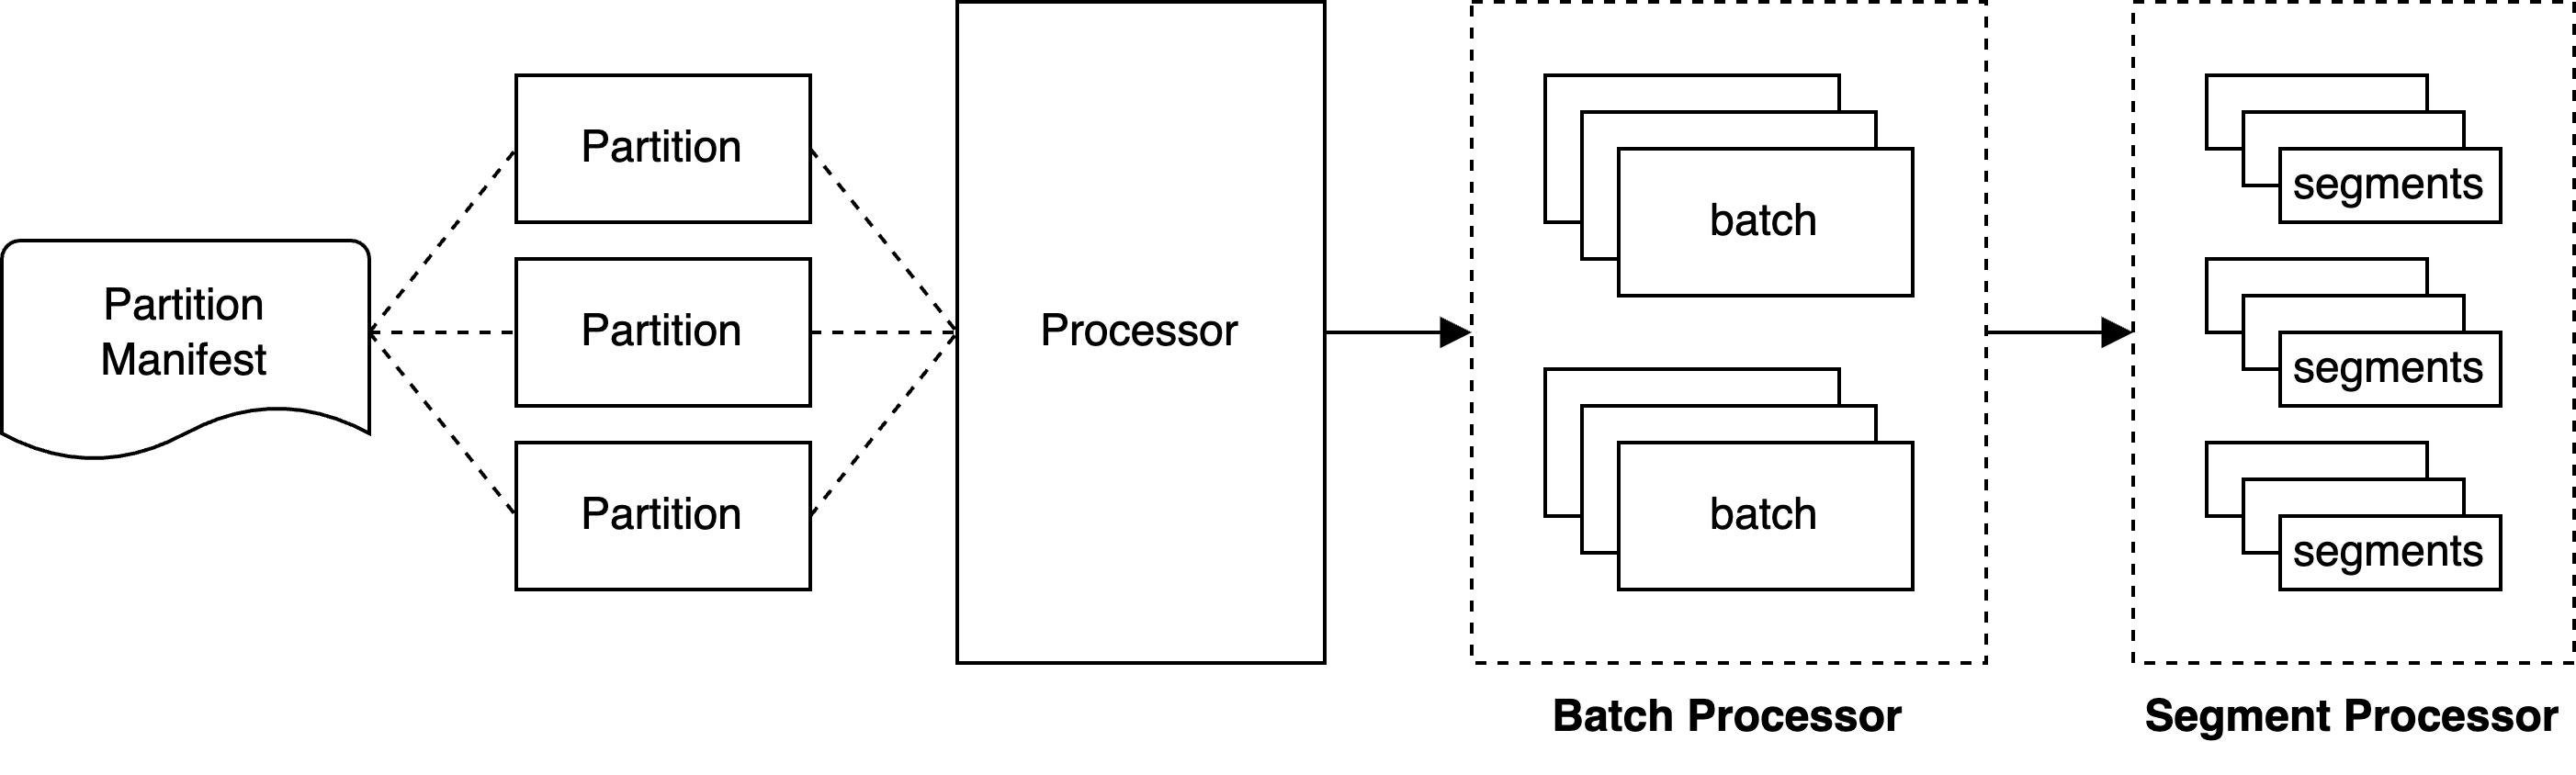 Partition
Manifest
Partition
Partition
Partition
Processor
batch
batch
Batch Processor
segments
segments
segments
Segment Processor